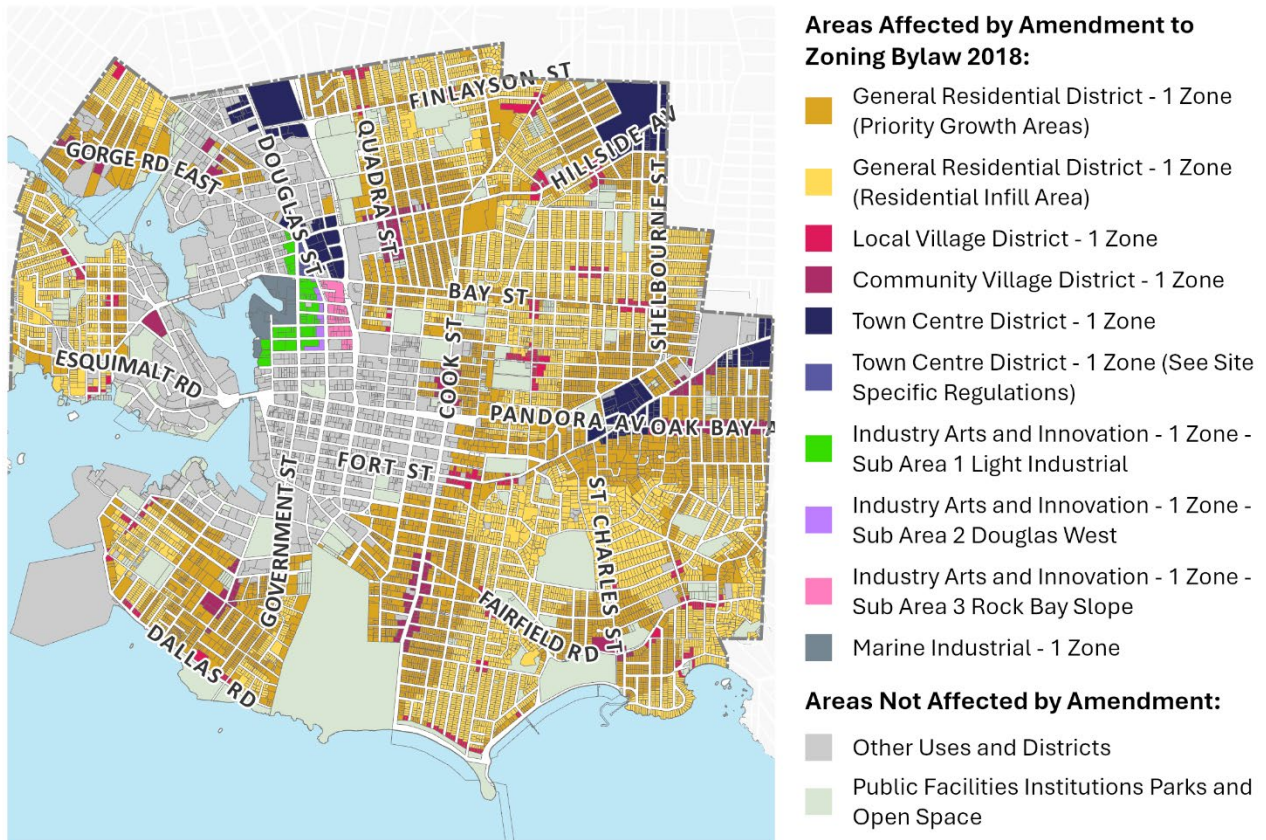 FINLAYSON ST
GORGE RD EAST
DOUGLAS ST
QUADRA ST
HILLSIDE AV
SHELBOURNE ST
BAY ST
COOK ST
ESQUIMALT RD
PANDORA AV
OAK BAY A
FORT ST
GOVERNMENT ST
ST CHARLES ST
FAIRFIELD RD
DALLAS RD
Areas Affected by Amendment to
Zoning Bylaw 2018:
General Residential District - 1 Zone
(Priority Growth Areas)
General Residential District - 1 Zone
(Residential Infill Area)
Local Village District - 1 Zone
Community Village District - 1 Zone
Town Centre District - 1 Zone
Town Centre District - 1 Zone (See Site
Specific Regulations)
Industry Arts and Innovation - 1 Zone -
Sub Area 1 Light Industrial
Industry Arts and Innovation - 1 Zone -
Sub Area 2 Douglas West
Industry Arts and Innovation - 1 Zone -
Sub Area 3 Rock Bay Slope
Marine Industrial - 1 Zone
Areas Not Affected by Amendment:
Other Uses and Districts
Public Facilities Institutions Parks and
Open Space